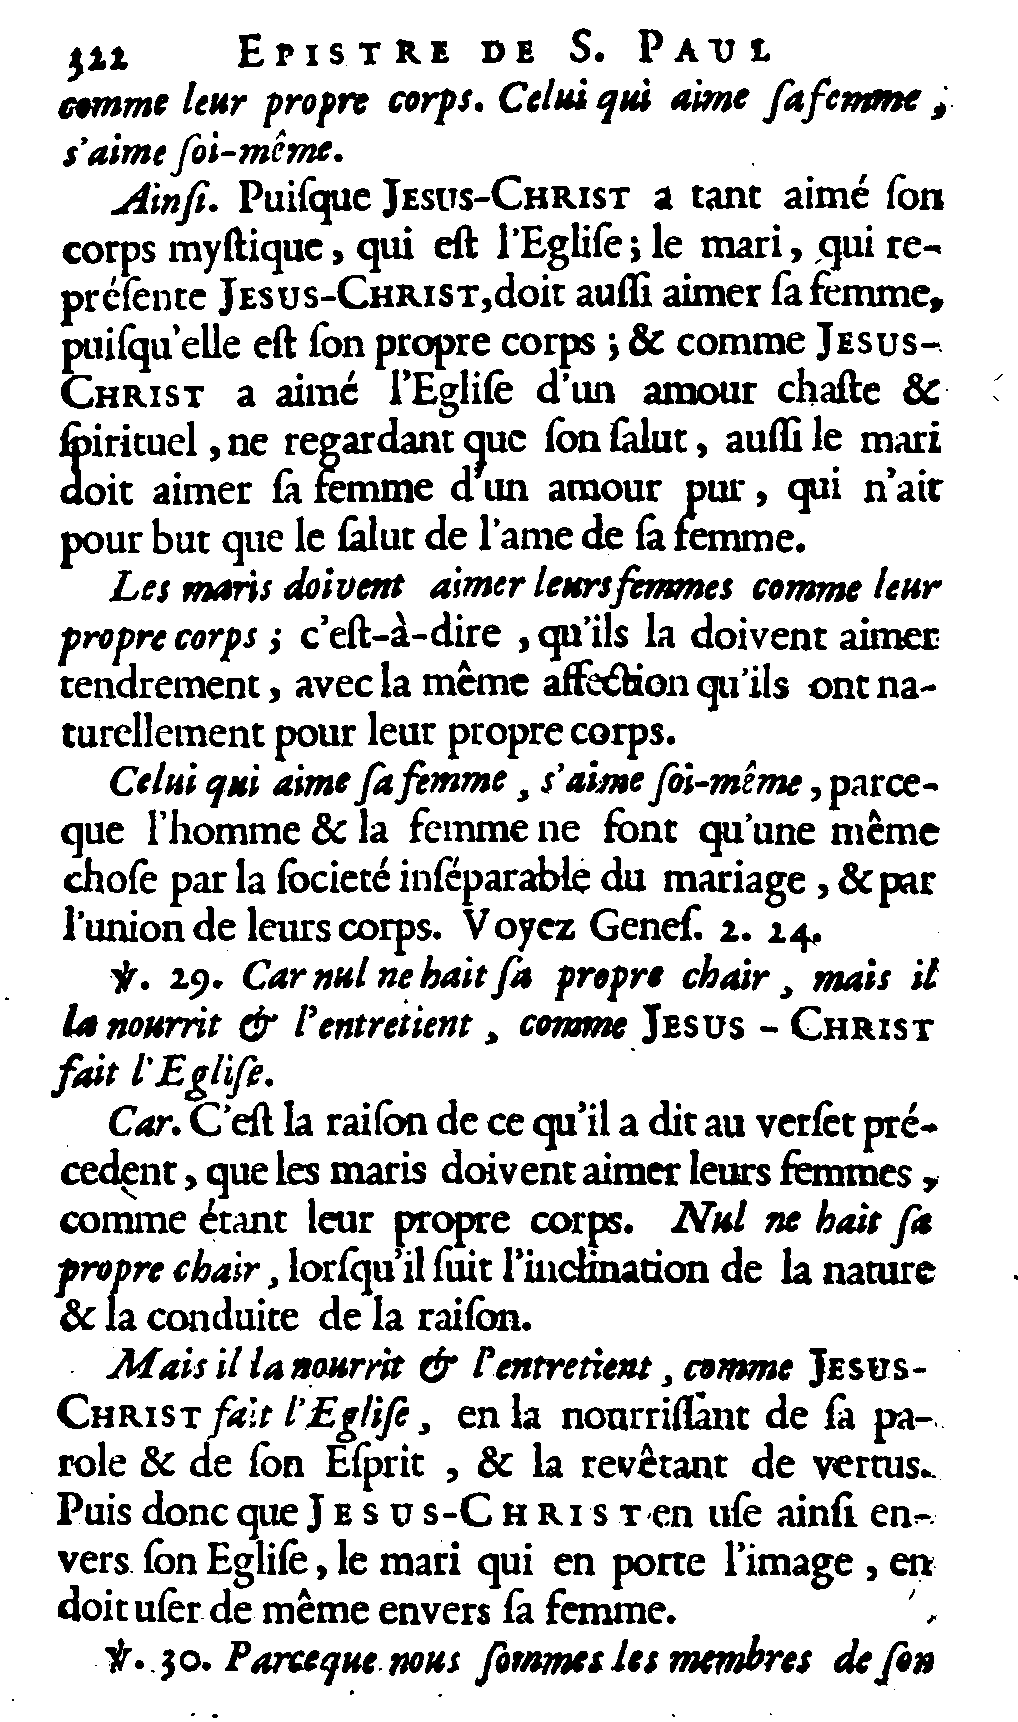 322 EPISTRE DE S. PAUL
comme leur propre corps. Celui qui aime ſa femme,
s'aime ſoi-même.
Ainſi. Puiſque JESUS-CHRIST a tant aimé ſon
corps myſtique, qui eſt l'Egliſe; le mari, qui re-
préſente JESUS-CHRIST, doit auſſi aimer ſa femme,
puiſqu'elle eſt ſon propre corps; & comme JESUS-
CHRIST a aimé l'Egliſe d'un amour chaſte &
ſpirituel, ne regardant que ſon ſalut, auſſi le mari
doit aimer ſa femme d'un amour pur, qui n'ait
pour but que le ſalut de l'ame de ſa femme.
Les maris doivent aimer leurs femmes comme leur
propre corps; c'eſt-à-dire, qu'ils la doivent aimer
tendrement, avec la même affection qu'ils ont na-
turellement pour leur propre corps.
Celui qui aime ſa femme, s'aime ſoi-même, parce-
que l'homme & la femme ne font qu'une même
choſe par la ſocieté inſéparable du mariage, & par
l'union de leurs corps. Voyez Geneſ. 2. 24.
℣. 29. Car nul ne hait ſa propre chair, mais il
la nourrit & l'entretient, comme JESUS-CHRIST
fait l'Egliſe.
Car. C'eſt la raiſon de ce qu'il a dit au verſet pré-
cedent, que les maris doivent aimer leurs femmes,
comme étant leur propre corps. Nul ne hait ſa
propre chair, lorſqu'il ſuit l'inclination de la nature
& la conduite de la raiſon.
Mais il la nourrit & l'entretient, comme JESUS-
CHRIST fait l'Egliſe, en la nourriſſant de ſa pa-
role & de ſon Eſprit, & la revêtant de vertus.
Puis donc que JESUS-CHRIST en uſe ainſi en-
vers ſon Egliſe, le mari qui en porte l'image, en
doit uſer de même envers ſa femme.
℣. 30. Parceque nous ſommes les membres de ſon